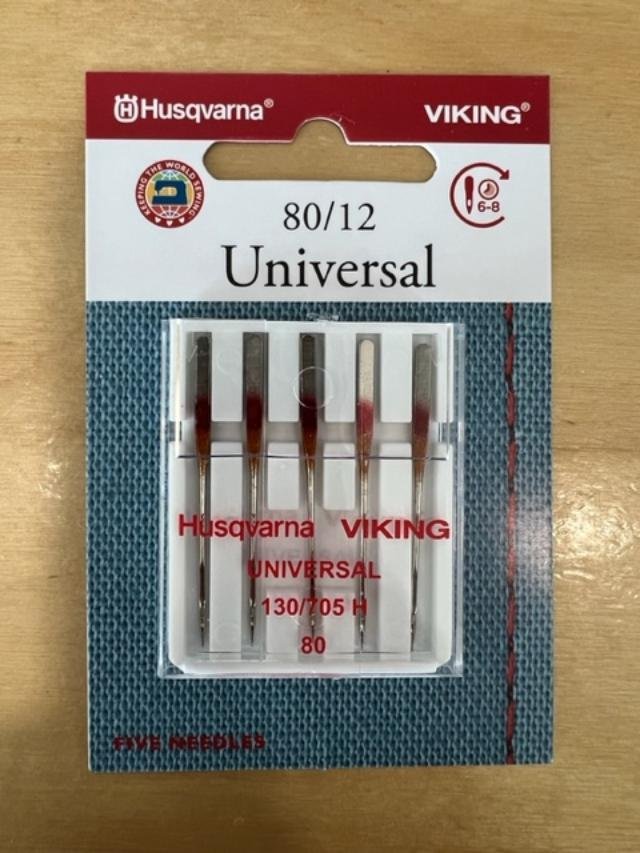 Husqvarna® VIKING®
KEEPING THE WORLD SEWING
6-8
80/12
Universal
Husqvarna VIKING
UNIVERSAL
130/705 H
80
FIVE NEEDLES